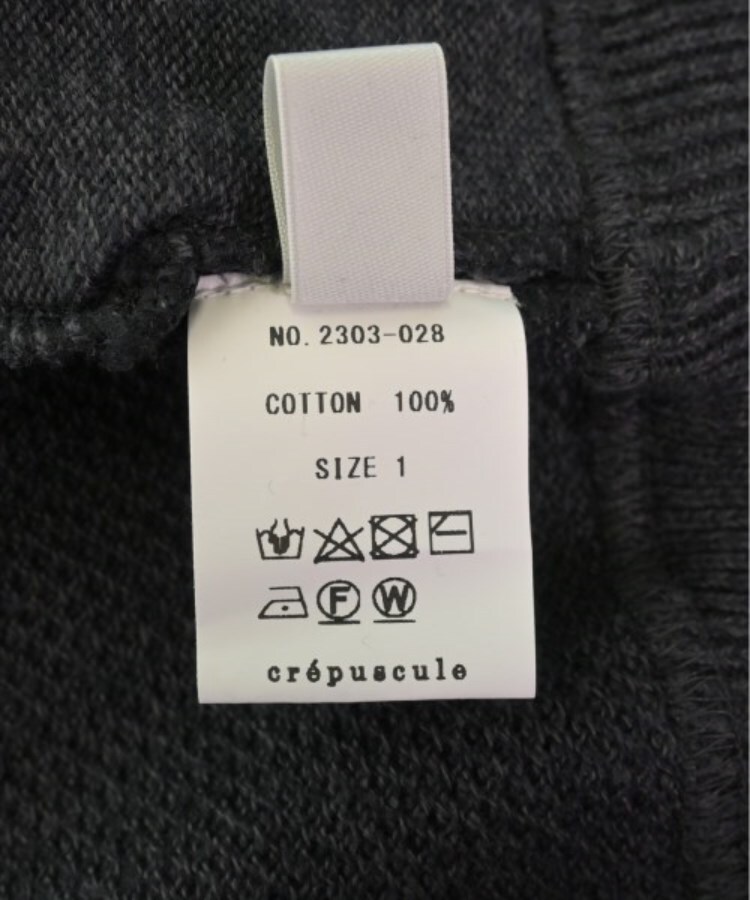 NO. 2303-028
COTTON 100%
SIZE 1
F W
crépuscule